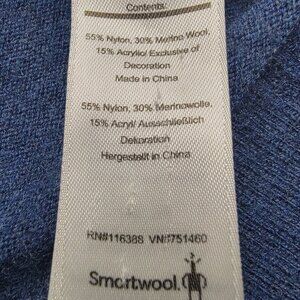 Contents:
55% Nylon, 30% Merino Wool,
15% Acrylic/ Exclusive of
Decoration
Made in China
55% Nylon, 30% Merinowolle,
15% Acryl/ Ausschließlich
Dekoration
Hergestellt in China
RN#116388 VN#751460
Smartwool.